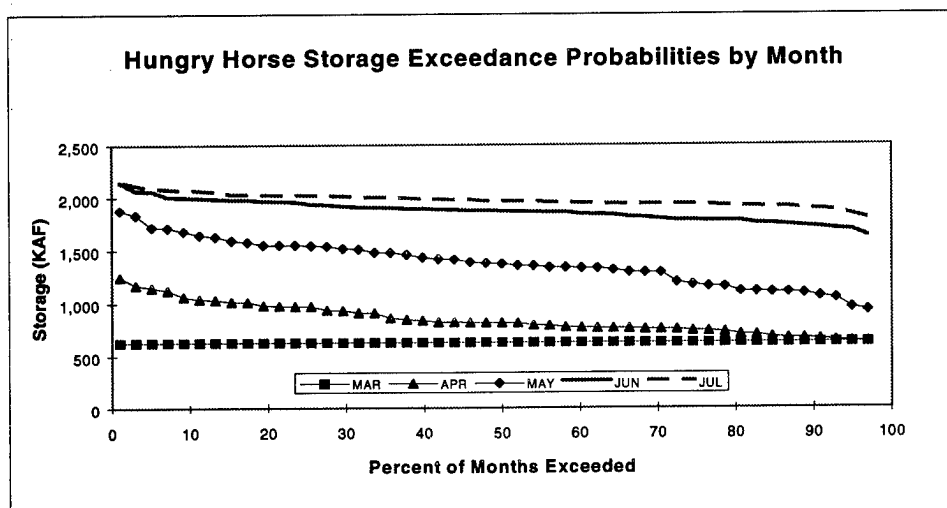 Hungry Horse Storage Exceedance Probabilities by Month
Storage (KAF)
2,500
2,000
1,500
1,000
500
0
MAR APR MAY JUN JUL
0 10 20 30 40 50 60 70 80 90 100
Percent of Months Exceeded